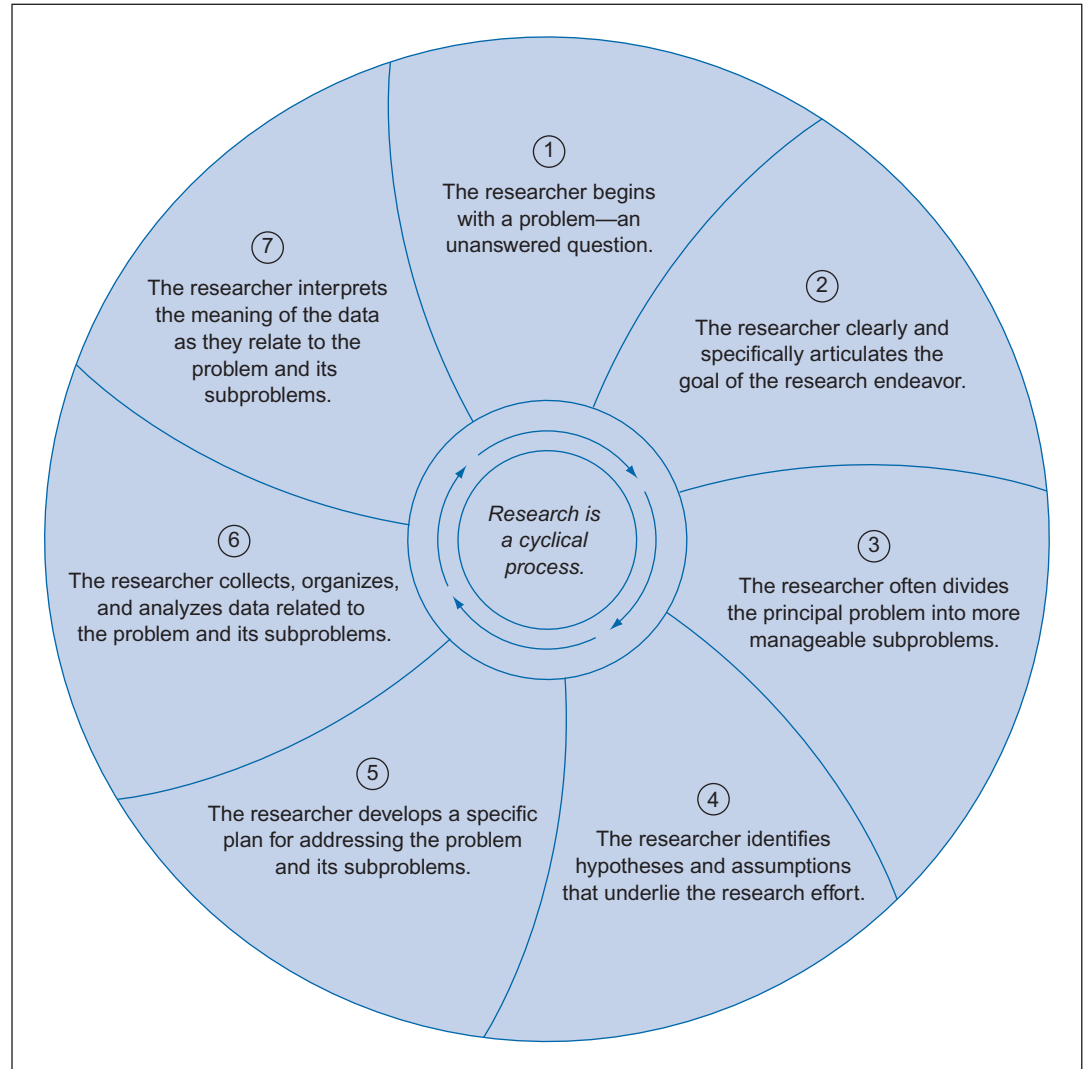 1
The researcher begins
with a problem—an
unanswered question.
2
The researcher clearly and
specifically articulates the
goal of the research endeavor.
3
The researcher often divides
the principal problem into more
manageable subproblems.
4
The researcher identifies
hypotheses and assumptions
that underlie the research effort.
5
The researcher develops a specific
plan for addressing the problem
and its subproblems.
6
The researcher collects, organizes,
and analyzes data related to
the problem and its subproblems.
7
The researcher interprets
the meaning of the data
as they relate to the
problem and its
subproblems.
Research is
a cyclical
process.